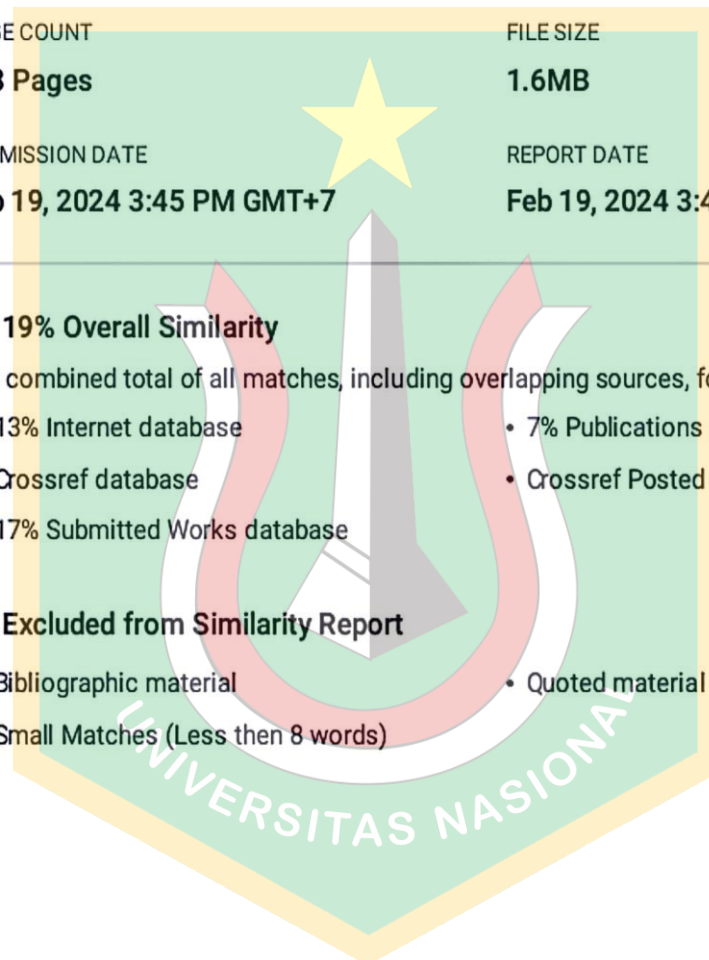 GE COUNT FILE SIZE
8 Pages 1.6MB
MISSION DATE REPORT DATE
19, 2024 3:45 PM GMT+7 Feb 19, 2024 3:4
19% Overall Similarity
combined total of all matches, including overlapping sources, fo
13% Internet database • 7% Publications
Crossref database • Crossref Posted
17% Submitted Works database
Excluded from Similarity Report
Bibliographic material • Quoted material
Small Matches (Less then 8 words)
UNIVERSITAS NASIONAL